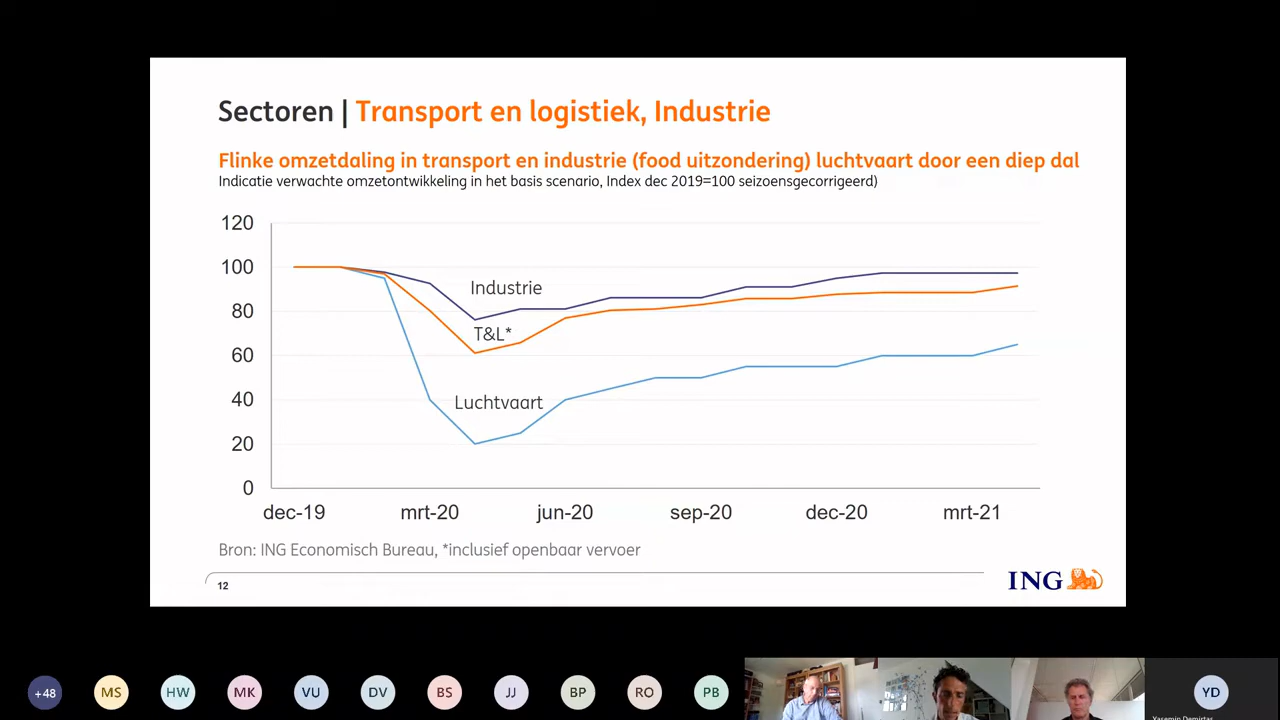 Sectoren | Transport en logistiek, Industrie
Flinke omzetdaling in transport en industrie (food uitzondering) luchtvaart door een diep dal
Indicatie verwachte omzetontwikkeling in het basis scenario, Index dec 2019=100 seizoensgecorrigeerd)
120
100
80
60
40
20
0
Industrie
T&L*
Luchtvaart
dec-19 mrt-20 jun-20 sep-20 dec-20 mrt-21
Bron: ING Economisch Bureau, *inclusief openbaar vervoer
12
ING
+48 MS HW MK VU DV BS JJ BP RO PB YD
Yasemin Demirtas